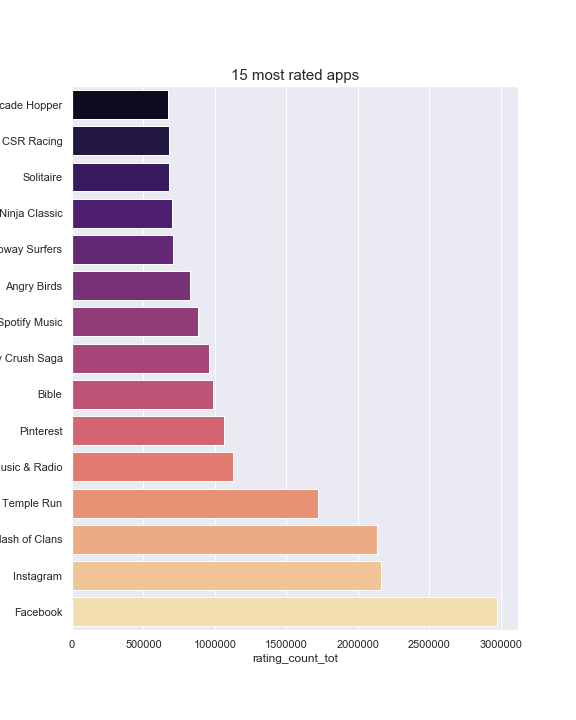 15 most rated apps
cade Hopper
CSR Racing
Solitaire
Ninja Classic
oway Surfers
Angry Birds
Spotify Music
y Crush Saga
Bible
Pinterest
usic & Radio
Temple Run
lash of Clans
Instagram
Facebook
0 500000 1000000 1500000 2000000 2500000 3000000
rating_count_tot